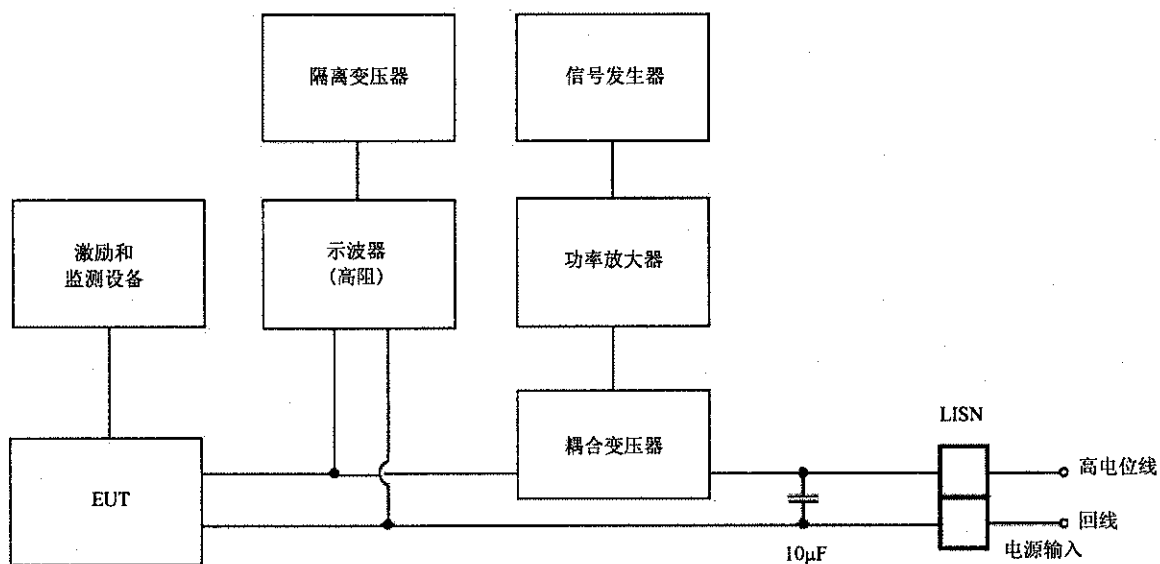 隔离变压器
信号发生器
激励和
监测设备
示波器
(高阻)
功率放大器
耦合变压器
LISN
EUT
高电位线
回线
10μF
电源输入